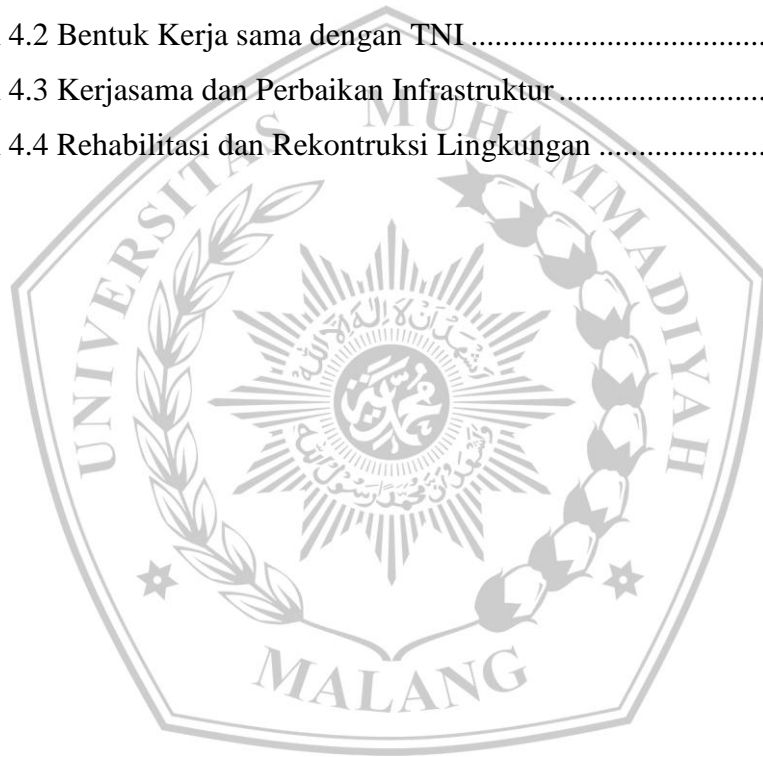 4.2 Bentuk Kerja sama dengan TNI ....................................
4.3 Kerjasama dan Perbaikan Infrastruktur .........................
4.4 Rehabilitasi dan Rekontruksi Lingkungan ....................
UNIVERSITAS MUHAMMADIYAH
MALANG